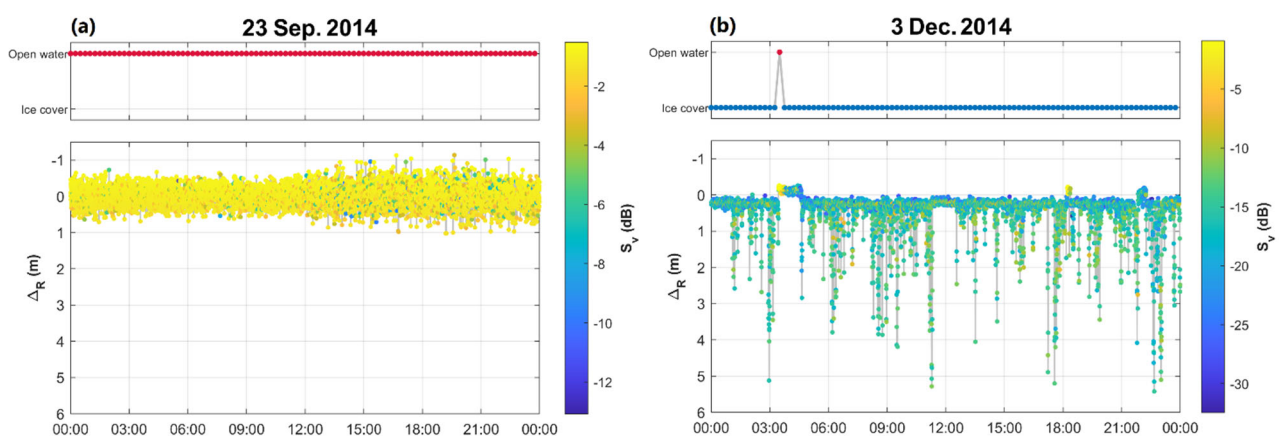 (a) 23 Sep. 2014
Open water
Ice cover
-1
0
1
2
3
4
5
6
Δ_R (m)
00:00 03:00 06:00 09:00 12:00 15:00 18:00 21:00 00:00
-2
-4
-6
-8
-10
-12
S_v (dB)
(b) 3 Dec. 2014
Open water
Ice cover
-1
0
1
2
3
4
5
6
Δ_R (m)
00:00 03:00 06:00 09:00 12:00 15:00 18:00 21:00 00:00
-5
-10
-15
-20
-25
-30
S_v (dB)